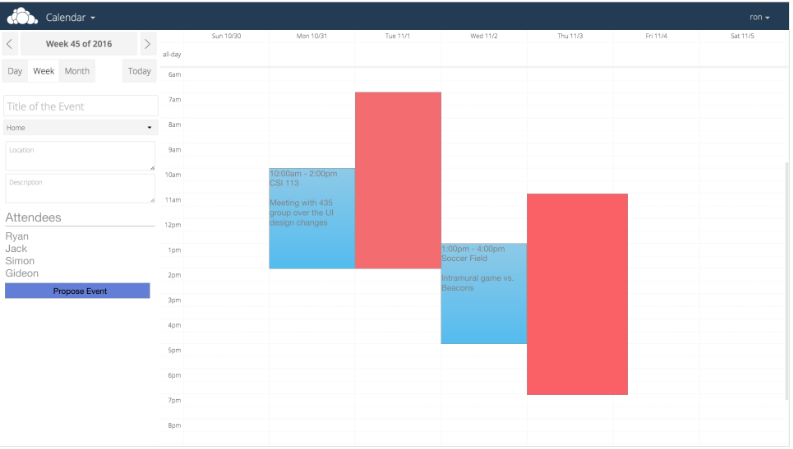 Calendar
ron
Week 45 of 2016
Day Week Month Today
Title of the Event
Home
Location
Description
Attendees
Ryan
Jack
Simon
Gideon
Propose Event
Sun 10/30 Mon 10/31 Tue 11/1 Wed 11/2 Thu 11/3 Fri 11/4 Sat 11/5
all-day
6am
7am
8am
9am
10am
11am
12pm
1pm
2pm
3pm
4pm
5pm
6pm
7pm
8pm
10:00am - 2:00pm
CSI 113
Meeting with 435
group over the UI
design changes
1:00pm - 4:00pm
Soccer Field
Intramural game vs.
Beacons